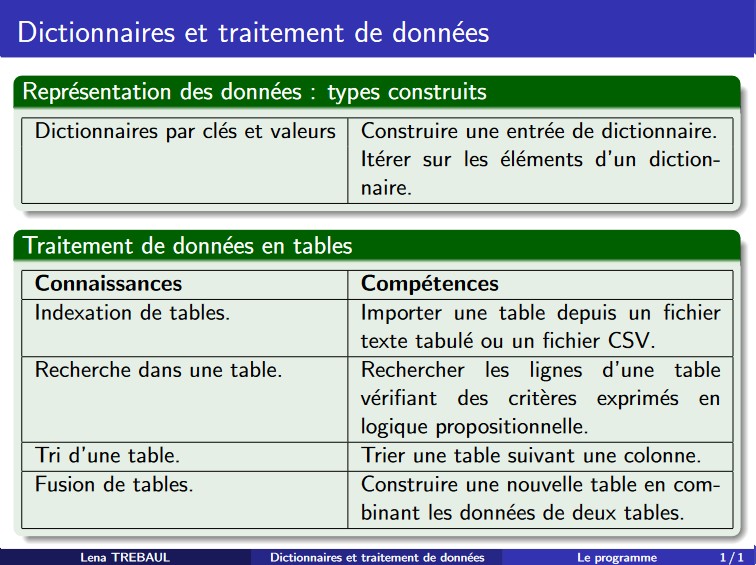 Dictionnaires et traitement de données
Représentation des données : types construits
Dictionnaires par clés et valeurs
Construire une entrée de dictionnaire.
Itérer sur les éléments d'un diction-
naire.
Traitement de données en tables
Connaissances
Compétences
Indexation de tables.
Importer une table depuis un fichier
texte tabulé ou un fichier CSV.
Recherche dans une table.
Rechercher les lignes d'une table
vérifiant des critères exprimés en
logique propositionnelle.
Tri d'une table.
Trier une table suivant une colonne.
Fusion de tables.
Construire une nouvelle table en com-
binant les données de deux tables.
Lena TREBAUL
Dictionnaires et traitement de données
Le programme
1 / 1